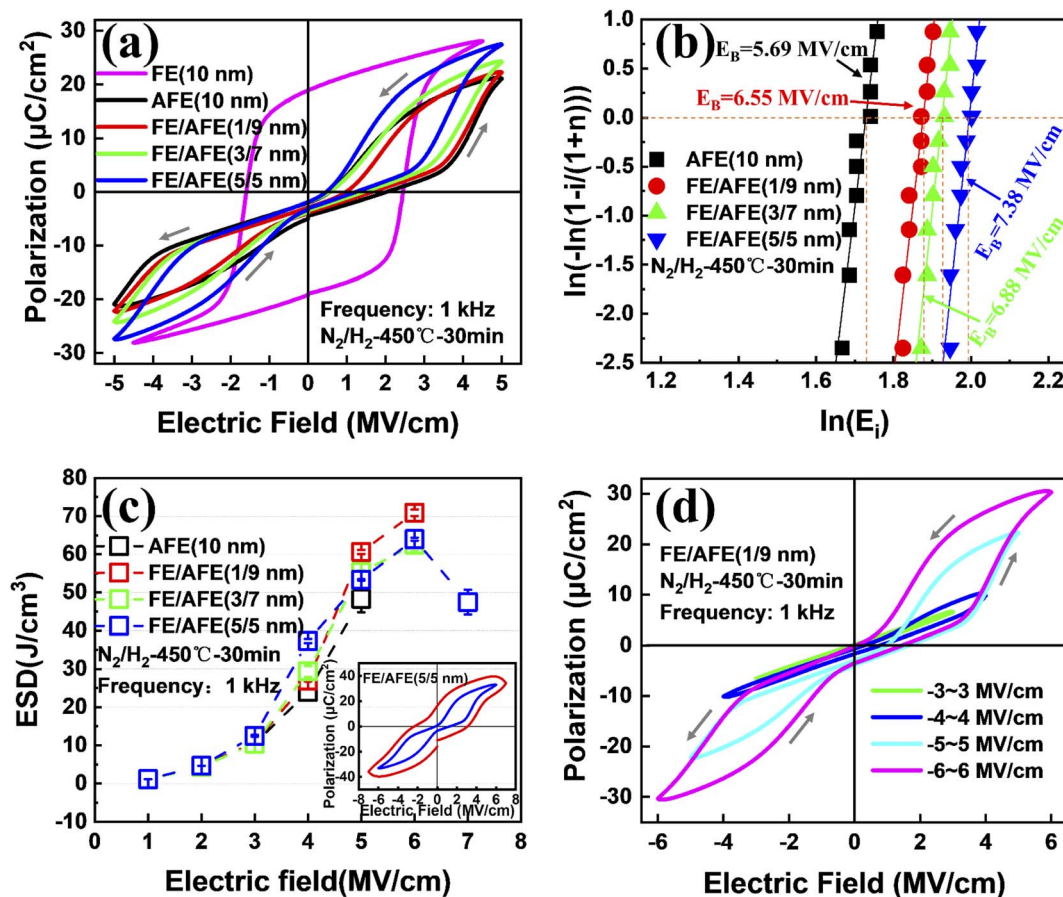 (a)
FE(10 nm)
AFE(10 nm)
FE/AFE(1/9 nm)
FE/AFE(3/7 nm)
FE/AFE(5/5 nm)
Frequency: 1 kHz
N₂/H₂-450℃-30min
30
20
10
0
-10
-20
-30
Polarization (µC/cm²)
-5 -4 -3 -2 -1 0 1 2 3 4 5
Electric Field (MV/cm)
(b)
E_B=5.69 MV/cm
E_B=6.55 MV/cm
E_B=7.38 MV/cm
E_B=6.88 MV/cm
AFE(10 nm)
FE/AFE(1/9 nm)
FE/AFE(3/7 nm)
FE/AFE(5/5 nm)
N₂/H₂-450℃-30min
1.0
0.5
0.0
-0.5
-1.0
-1.5
-2.0
-2.5
ln(-ln(1-i/(1+n)))
1.2 1.4 1.6 1.8 2.0 2.2
ln(Eᵢ)
(c)
AFE(10 nm)
FE/AFE(1/9 nm)
FE/AFE(3/7 nm)
FE/AFE(5/5 nm)
N₂/H₂-450℃-30min
Frequency: 1 kHz
80
70
60
50
40
30
20
10
0
-10
ESD(J/cm³)
0 1 2 3 4 5 6 7 8
Electric field(MV/cm)
FE/AFE(5/5 nm)
40
20
0
-20
-40
Polarization (µC/cm²)
-8 -4 0 4 8
Electric Field (MV/cm)
(d)
FE/AFE(1/9 nm)
N₂/H₂-450℃-30min
Frequency: 1 kHz
-3~3 MV/cm
-4~4 MV/cm
-5~5 MV/cm
-6~6 MV/cm
30
20
10
0
-10
-20
-30
Polarization (µC/cm²)
-6 -4 -2 0 2 4 6
Electric Field (MV/cm)